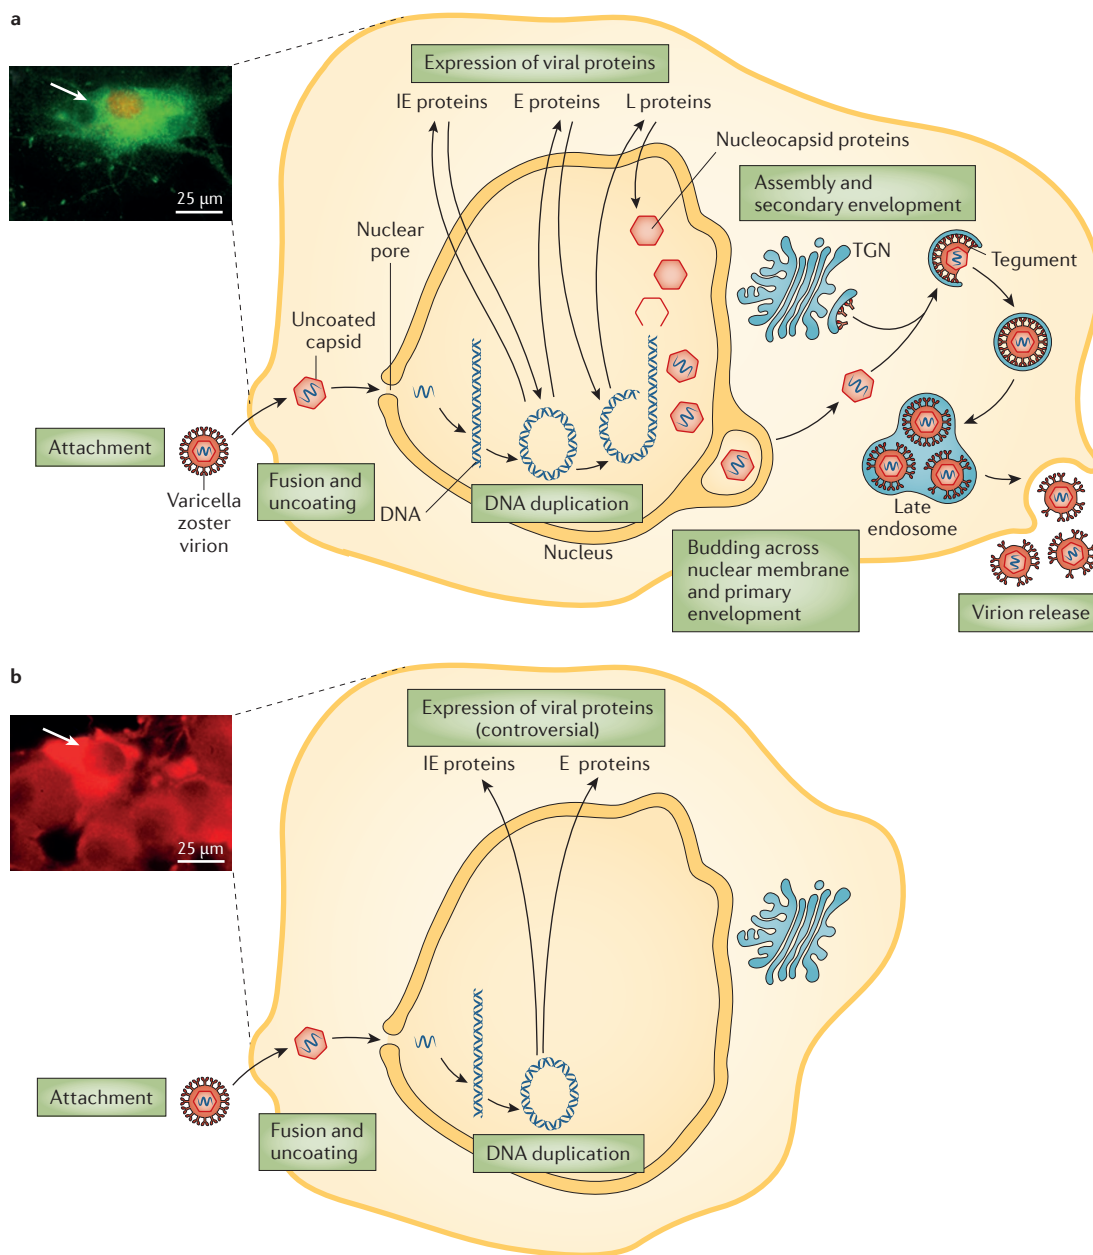 a
Expression of viral proteins
IE proteins
E proteins
L proteins
Nucleocapsid proteins
25 µm
Assembly and
secondary envelopment
Nuclear
pore
TGN
Tegument
Uncoated
capsid
Attachment
Varicella
zoster
virion
Fusion and
uncoating
DNA
DNA duplication
Nucleus
Late
endosome
Budding across
nuclear membrane
and primary
envelopment
Virion release
b
Expression of viral proteins
(controversial)
IE proteins
E proteins
25 µm
Attachment
Fusion and
uncoating
DNA duplication